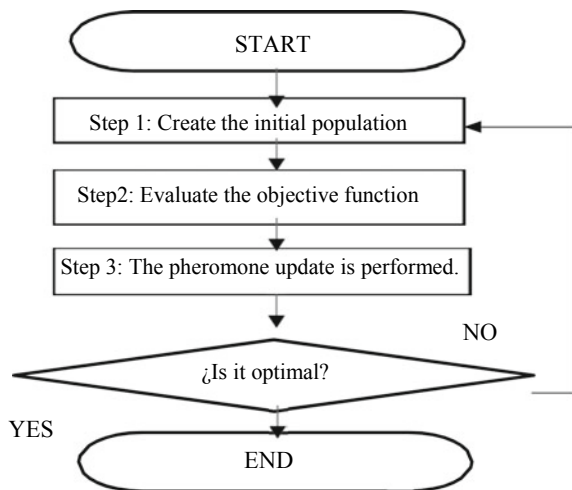 START
Step 1: Create the initial population
Step2: Evaluate the objective function
Step 3: The pheromone update is performed.
NO
¿Is it optimal?
YES
END